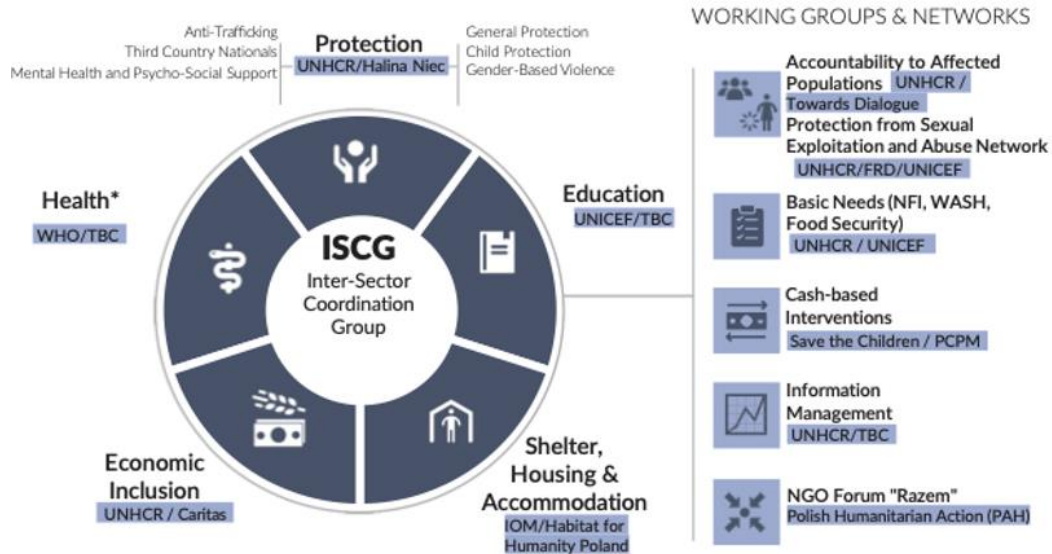 Anti-Trafficking
Third Country Nationals
Mental Health and Psycho-Social Support
Protection
UNHCR/Halina Niec
General Protection
Child Protection
Gender-Based Violence
Health*
WHO/TBC
Education
UNICEF/TBC
ISCG
Inter-Sector
Coordination
Group
Economic
Inclusion
UNHCR / Caritas
Shelter,
Housing &
Accommodation
IOM/Habitat for
Humanity Poland
WORKING GROUPS & NETWORKS
Accountability to Affected
Populations UNHCR /
Towards Dialogue
Protection from Sexual
Exploitation and Abuse Network
UNHCR/FRD/UNICEF
Basic Needs (NFI, WASH,
Food Security)
UNHCR / UNICEF
Cash-based
Interventions
Save the Children / PCPM
Information
Management
UNHCR/TBC
NGO Forum "Razem"
Polish Humanitarian Action (PAH)